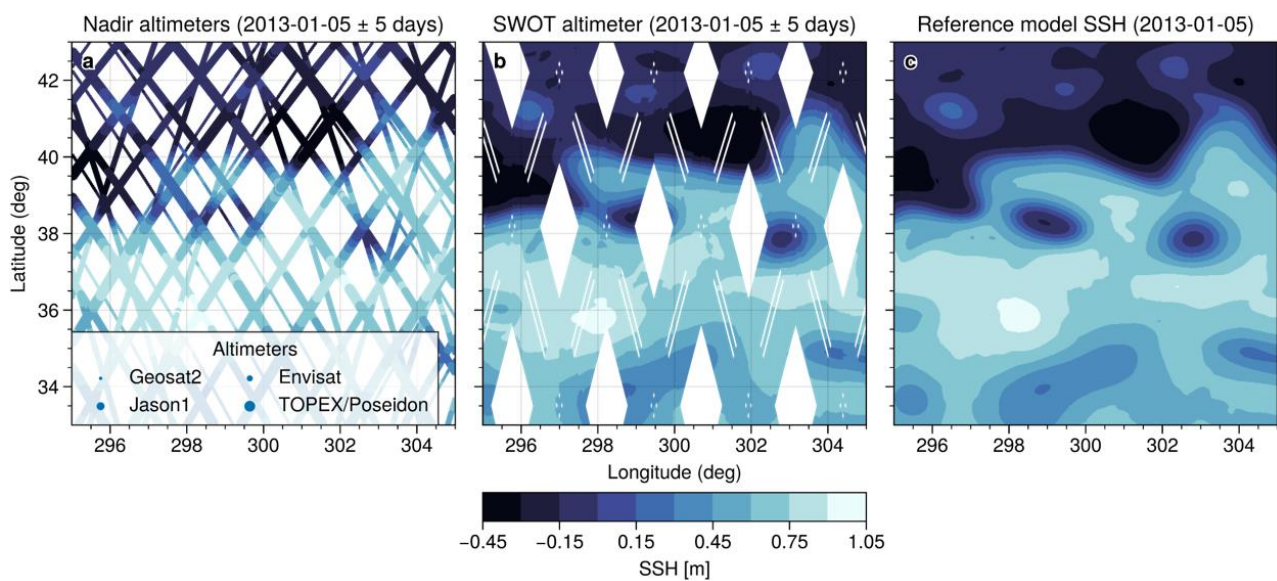 Nadir altimeters (2013-01-05 ± 5 days)
SWOT altimeter (2013-01-05 ± 5 days)
Reference model SSH (2013-01-05)
a
b
c
Latitude (deg)
42
40
38
36
34
Altimeters
Geosat2
Envisat
Jason1
TOPEX/Poseidon
296 298 300 302 304
296 298 300 302 304
296 298 300 302 304
Longitude (deg)
−0.45 −0.15 0.15 0.45 0.75 1.05
SSH [m]